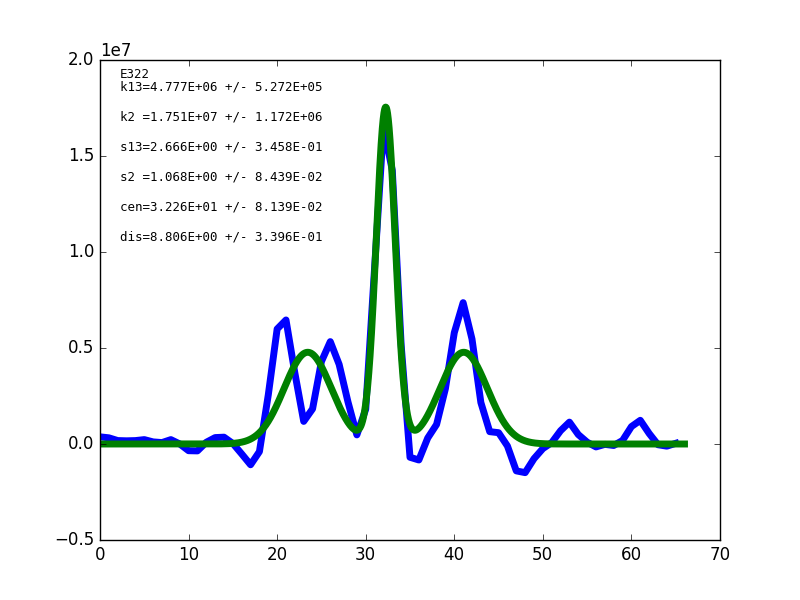 1e7
2.0
E322
k13=4.777E+06 +/- 5.272E+05
k2 =1.751E+07 +/- 1.172E+06
s13=2.666E+00 +/- 3.458E-01
s2 =1.068E+00 +/- 8.439E-02
cen=3.226E+01 +/- 8.139E-02
dis=8.806E+00 +/- 3.396E-01
1.5
1.0
0.5
0.0
−0.5
0 10 20 30 40 50 60 70